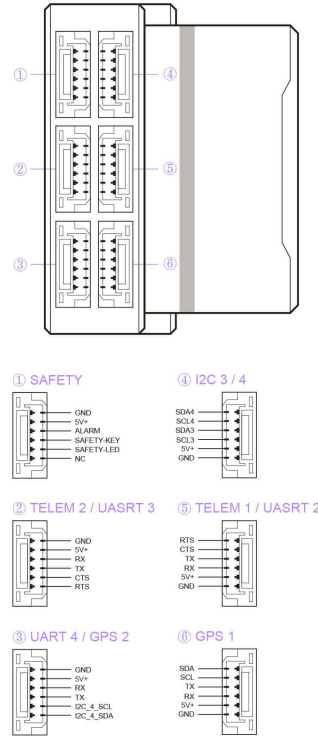 ① ④
② ⑤
③ ⑥
① SAFETY
GND
5V+
ALARM
SAFETY-KEY
SAFETY-LED
NC
④ I2C 3 / 4
SDA4
SCL4
SDA3
SCL3
5V+
GND
② TELEM 2 / UASRT 3
GND
5V+
RX
TX
CTS
RTS
⑤ TELEM 1 / UASRT 2
RTS
CTS
TX
RX
5V+
GND
③ UART 4 / GPS 2
GND
5V+
RX
TX
I2C_4_SCL
I2C_4_SDA
⑥ GPS 1
SDA
SCL
TX
RX
5V+
GND